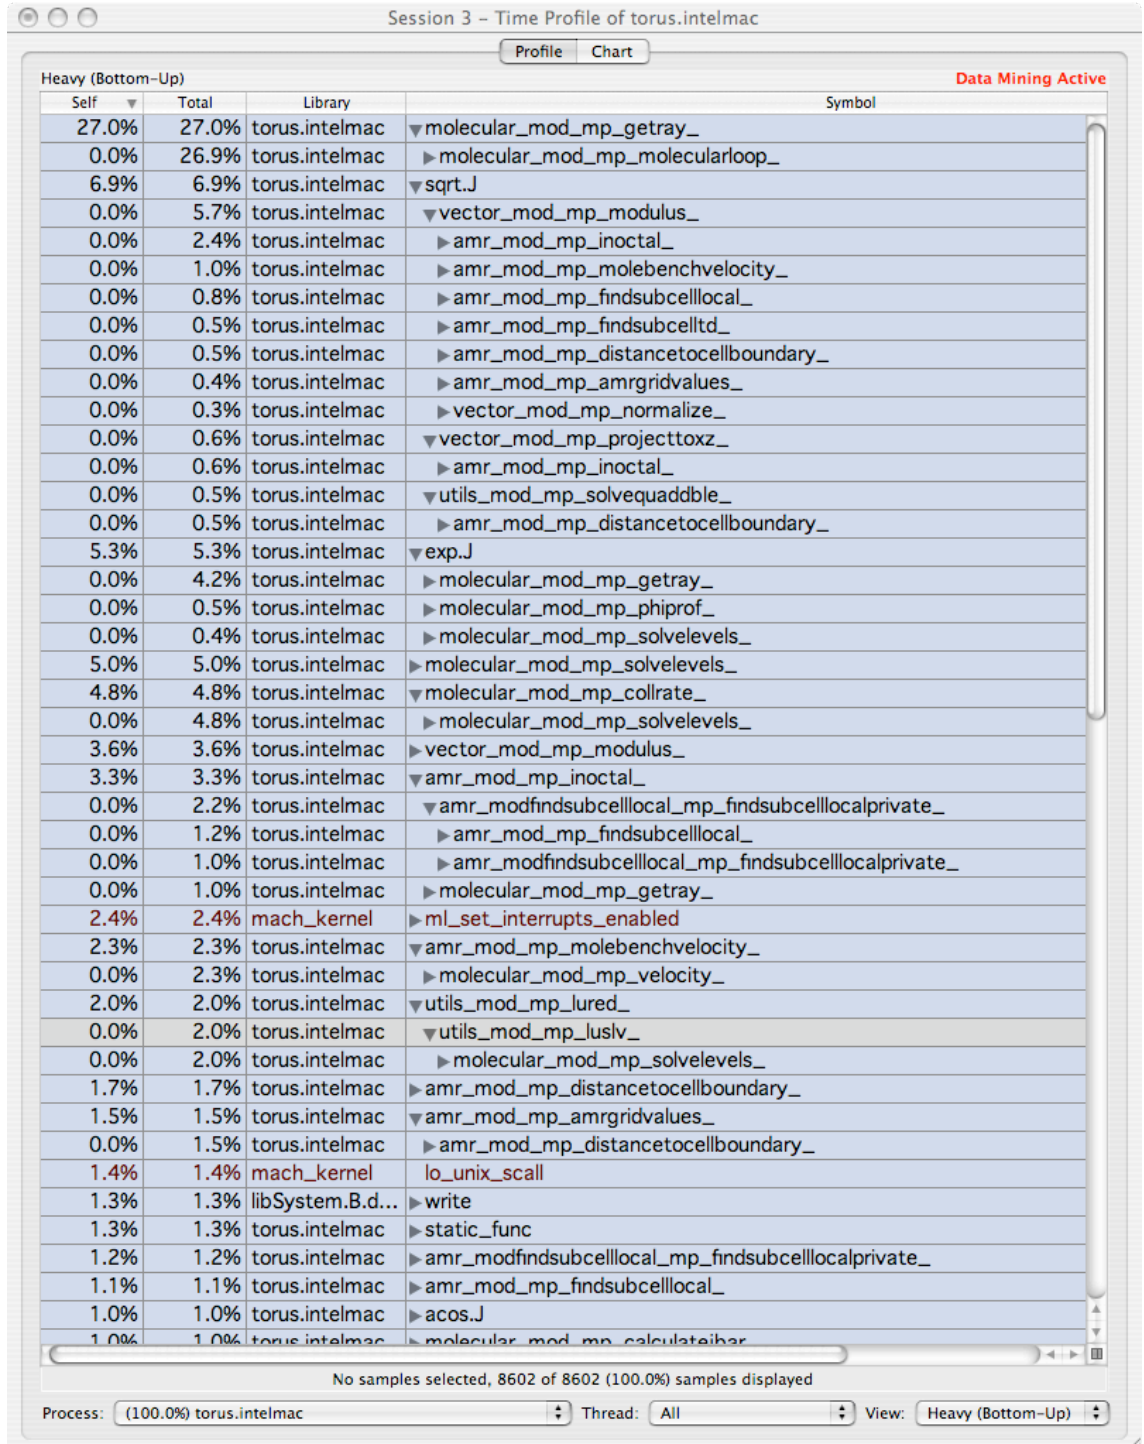 Session 3 – Time Profile of torus.intelmac
Profile Chart
Heavy (Bottom-Up) Data Mining Active
Self Total Library Symbol
27.0% 27.0% torus.intelmac molecular_mod_mp_getray_
0.0% 26.9% torus.intelmac molecular_mod_mp_molecularloop_
6.9% 6.9% torus.intelmac sqrt.J
0.0% 5.7% torus.intelmac vector_mod_mp_modulus_
0.0% 2.4% torus.intelmac amr_mod_mp_inoctal_
0.0% 1.0% torus.intelmac amr_mod_mp_molebenchvelocity_
0.0% 0.8% torus.intelmac amr_mod_mp_findsubcelllocal_
0.0% 0.5% torus.intelmac amr_mod_mp_findsubcelltd_
0.0% 0.5% torus.intelmac amr_mod_mp_distancetocellboundary_
0.0% 0.4% torus.intelmac amr_mod_mp_amrgridvalues_
0.0% 0.3% torus.intelmac vector_mod_mp_normalize_
0.0% 0.6% torus.intelmac vector_mod_mp_projecttoxz_
0.0% 0.6% torus.intelmac amr_mod_mp_inoctal_
0.0% 0.5% torus.intelmac utils_mod_mp_solvequaddble_
0.0% 0.5% torus.intelmac amr_mod_mp_distancetocellboundary_
5.3% 5.3% torus.intelmac exp.J
0.0% 4.2% torus.intelmac molecular_mod_mp_getray_
0.0% 0.5% torus.intelmac molecular_mod_mp_phiprof_
0.0% 0.4% torus.intelmac molecular_mod_mp_solvelevels_
5.0% 5.0% torus.intelmac molecular_mod_mp_solvelevels_
4.8% 4.8% torus.intelmac molecular_mod_mp_collrate_
0.0% 4.8% torus.intelmac molecular_mod_mp_solvelevels_
3.6% 3.6% torus.intelmac vector_mod_mp_modulus_
3.3% 3.3% torus.intelmac amr_mod_mp_inoctal_
0.0% 2.2% torus.intelmac amr_modfindsubcelllocal_mp_findsubcelllocalprivate_
0.0% 1.2% torus.intelmac amr_mod_mp_findsubcelllocal_
0.0% 1.0% torus.intelmac amr_modfindsubcelllocal_mp_findsubcelllocalprivate_
0.0% 1.0% torus.intelmac molecular_mod_mp_getray_
2.4% 2.4% mach_kernel ml_set_interrupts_enabled
2.3% 2.3% torus.intelmac amr_mod_mp_molebenchvelocity_
0.0% 2.3% torus.intelmac molecular_mod_mp_velocity_
2.0% 2.0% torus.intelmac utils_mod_mp_lured_
0.0% 2.0% torus.intelmac utils_mod_mp_luslv_
0.0% 2.0% torus.intelmac molecular_mod_mp_solvelevels_
1.7% 1.7% torus.intelmac amr_mod_mp_distancetocellboundary_
1.5% 1.5% torus.intelmac amr_mod_mp_amrgridvalues_
0.0% 1.5% torus.intelmac amr_mod_mp_distancetocellboundary_
1.4% 1.4% mach_kernel lo_unix_scall
1.3% 1.3% libSystem.B.d... write
1.3% 1.3% torus.intelmac static_func
1.2% 1.2% torus.intelmac amr_modfindsubcelllocal_mp_findsubcelllocalprivate_
1.1% 1.1% torus.intelmac amr_mod_mp_findsubcelllocal_
1.0% 1.0% torus.intelmac acos.J
1.0% 1.0% torus.intelmac molecular_mod_mp_calculatejbar_
No samples selected, 8602 of 8602 (100.0%) samples displayed
Process: (100.0%) torus.intelmac Thread: All View: Heavy (Bottom-Up)